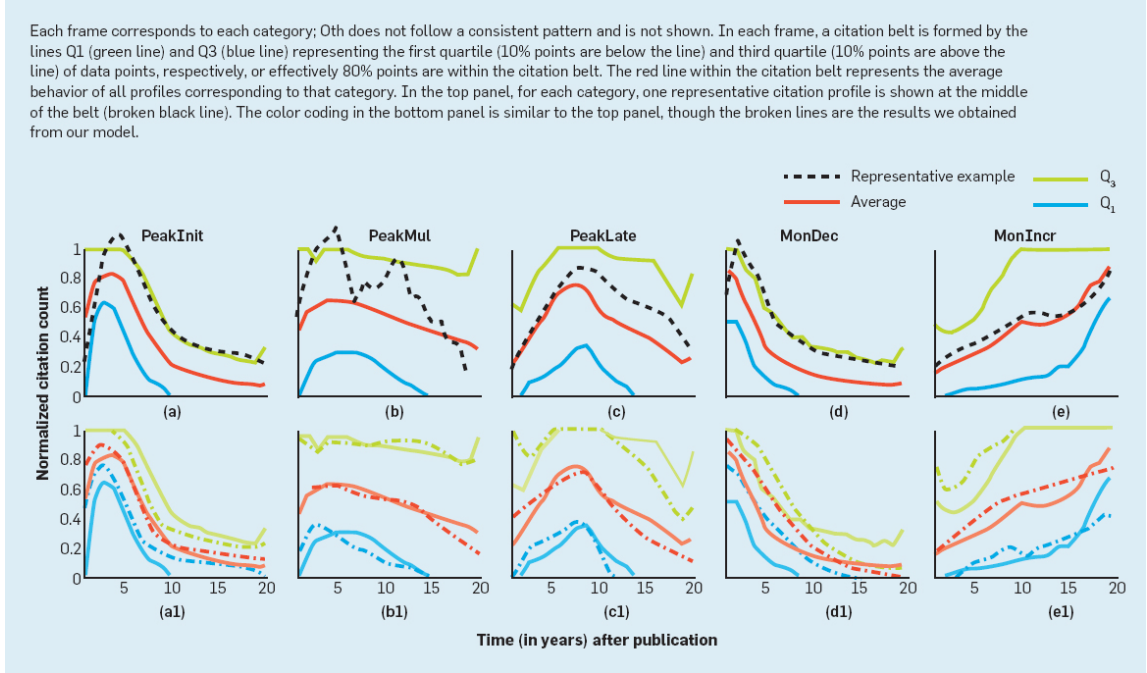 Each frame corresponds to each category; Oth does not follow a consistent pattern and is not shown. In each frame, a citation belt is formed by the
lines Q1 (green line) and Q3 (blue line) representing the first quartile (10% points are below the line) and third quartile (10% points are above the
line) of data points, respectively, or effectively 80% points are within the citation belt. The red line within the citation belt represents the average
behavior of all profiles corresponding to that category. In the top panel, for each category, one representative citation profile is shown at the middle
of the belt (broken black line). The color coding in the bottom panel is similar to the top panel, though the broken lines are the results we obtained
from our model.
Representative example
Q3
Average
Q1
PeakInit
PeakMul
PeakLate
MonDec
MonIncr
1
0.8
0.6
0.4
0.2
0
(a)
(b)
(c)
(d)
(e)
Normalized citation count
1
0.8
0.6
0.4
0.2
0
5 10 15 20
5 10 15 20
5 10 15 20
5 10 15 20
5 10 15 20
(a1)
(b1)
(c1)
(d1)
(e1)
Time (in years) after publication